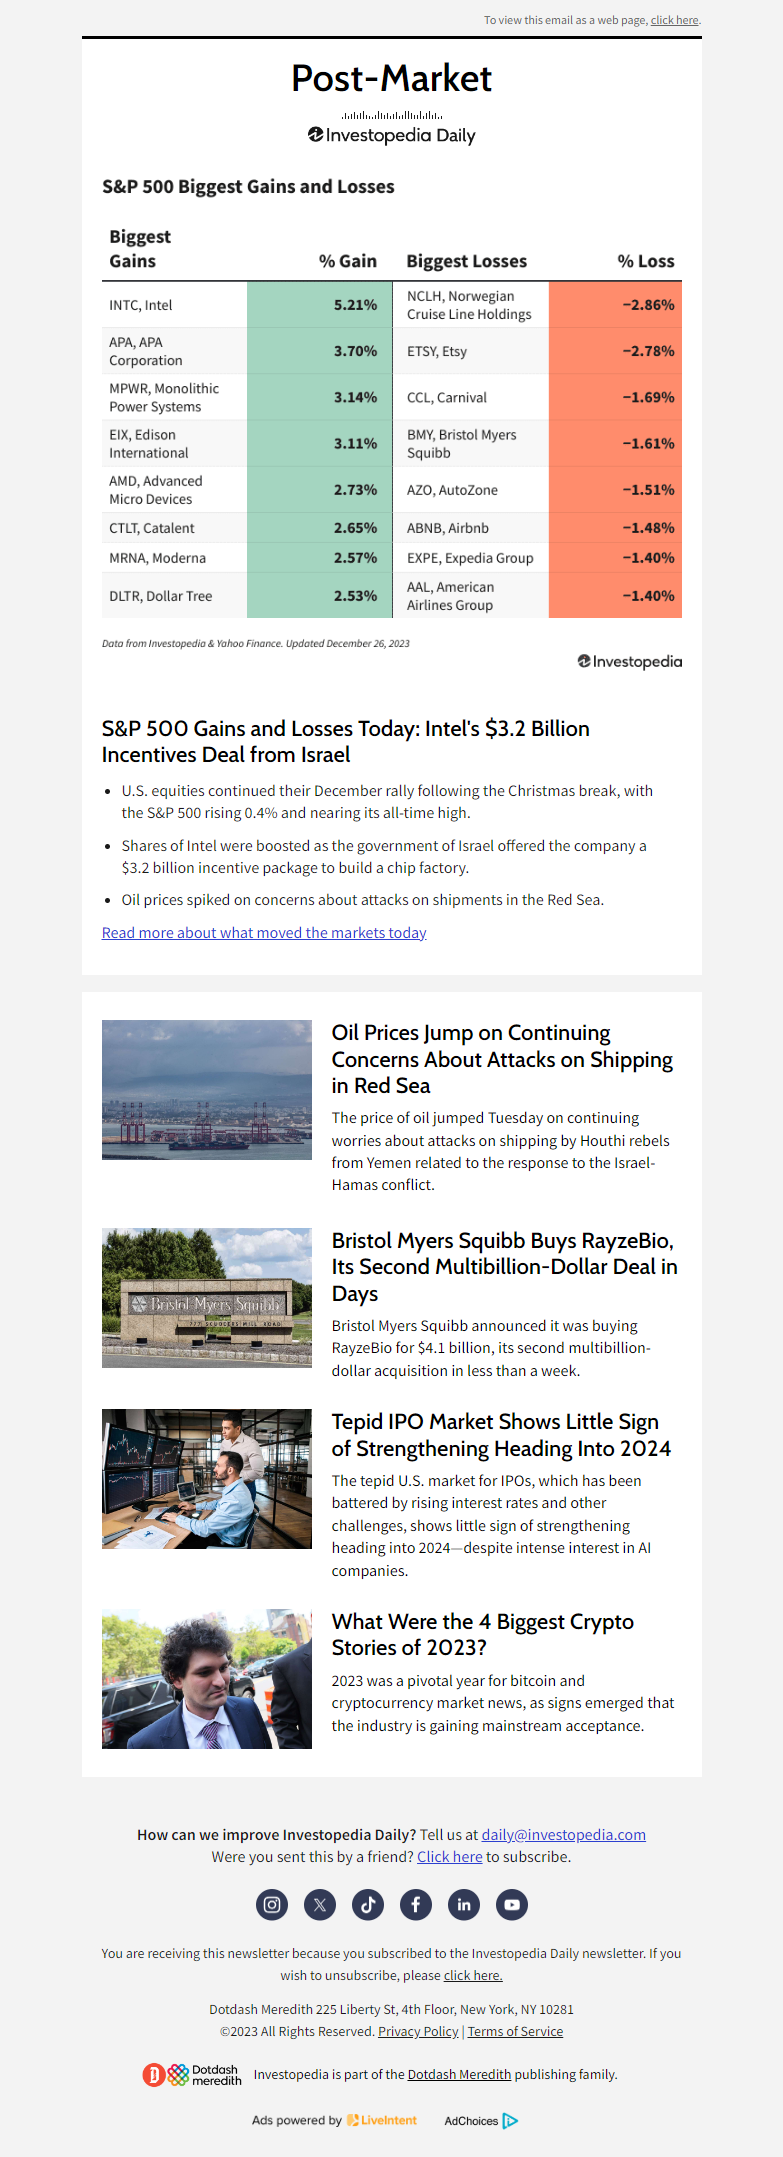 To view this email as a web page, click here.
Post-Market
Investopedia Daily
S&P 500 Biggest Gains and Losses
Biggest
Gains % Gain Biggest Losses % Loss
INTC, Intel 5.21% NCLH, Norwegian
Cruise Line Holdings −2.86%
APA, APA
Corporation 3.70% ETSY, Etsy −2.78%
MPWR, Monolithic
Power Systems 3.14% CCL, Carnival −1.69%
EIX, Edison
International 3.11% BMY, Bristol Myers
Squibb −1.61%
AMD, Advanced
Micro Devices 2.73% AZO, AutoZone −1.51%
CTLT, Catalent 2.65% ABNB, Airbnb −1.48%
MRNA, Moderna 2.57% EXPE, Expedia Group −1.40%
DLTR, Dollar Tree 2.53% AAL, American
Airlines Group −1.40%
Data from Investopedia & Yahoo Finance. Updated December 26, 2023
Investopedia
S&P 500 Gains and Losses Today: Intel's $3.2 Billion
Incentives Deal from Israel
• U.S. equities continued their December rally following the Christmas break, with
the S&P 500 rising 0.4% and nearing its all-time high.
• Shares of Intel were boosted as the government of Israel offered the company a
$3.2 billion incentive package to build a chip factory.
• Oil prices spiked on concerns about attacks on shipments in the Red Sea.
Read more about what moved the markets today
Oil Prices Jump on Continuing
Concerns About Attacks on Shipping
in Red Sea
The price of oil jumped Tuesday on continuing
worries about attacks on shipping by Houthi rebels
from Yemen related to the response to the Israel-
Hamas conflict.
Bristol Myers Squibb
777 SCUDDERS MILL ROAD
Bristol Myers Squibb Buys RayzeBio,
Its Second Multibillion-Dollar Deal in
Days
Bristol Myers Squibb announced it was buying
RayzeBio for $4.1 billion, its second multibillion-
dollar acquisition in less than a week.
Tepid IPO Market Shows Little Sign
of Strengthening Heading Into 2024
The tepid U.S. market for IPOs, which has been
battered by rising interest rates and other
challenges, shows little sign of strengthening
heading into 2024—despite intense interest in AI
companies.
What Were the 4 Biggest Crypto
Stories of 2023?
2023 was a pivotal year for bitcoin and
cryptocurrency market news, as signs emerged that
the industry is gaining mainstream acceptance.
How can we improve Investopedia Daily? Tell us at daily@investopedia.com
Were you sent this by a friend? Click here to subscribe.
You are receiving this newsletter because you subscribed to the Investopedia Daily newsletter. If you
wish to unsubscribe, please click here.
Dotdash Meredith 225 Liberty St, 4th Floor, New York, NY 10281
©2023 All Rights Reserved. Privacy Policy | Terms of Service
Dotdash
meredith
Investopedia is part of the Dotdash Meredith publishing family.
Ads powered by LiveIntent AdChoices